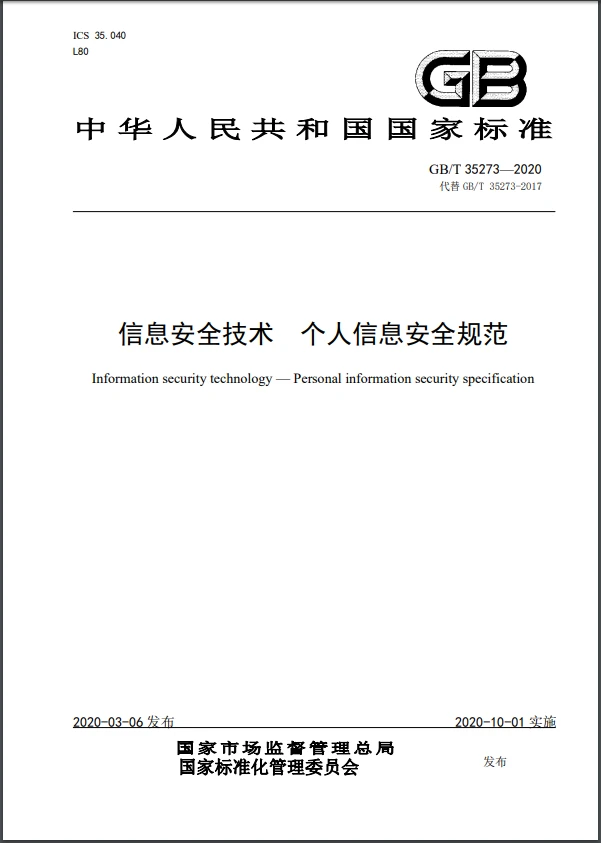 ICS 35.040
L80
GB
中华人民共和国国家标准
GB/T 35273—2020
代替 GB/T 35273-2017
信息安全技术 个人信息安全规范
Information security technology — Personal information security specification
2020-03-06 发布 2020-10-01 实施
国家市场监督管理总局
国家标准化管理委员会 发布